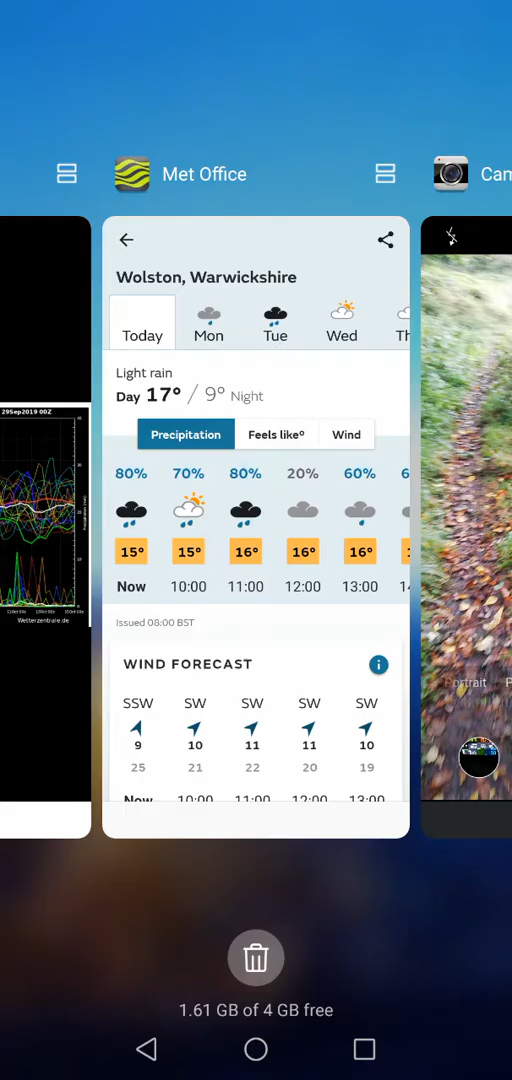 Met Office
Cam
Wolston, Warwickshire
Today Mon Tue Wed Th
Light rain
Day 17° / 9° Night
Precipitation Feels like° Wind
80% 70% 80% 20% 60% 6
15° 15° 16° 16° 16° 1
Now 10:00 11:00 12:00 13:00 14
Issued 08:00 BST
WIND FORECAST i
SSW SW SW SW SW
9 10 11 11 10
25 21 22 20 19
Now 10:00 11:00 12:00 13:00
29Sep2019 00Z
Wetterzentrale.de
Portrait P
1.61 GB of 4 GB free